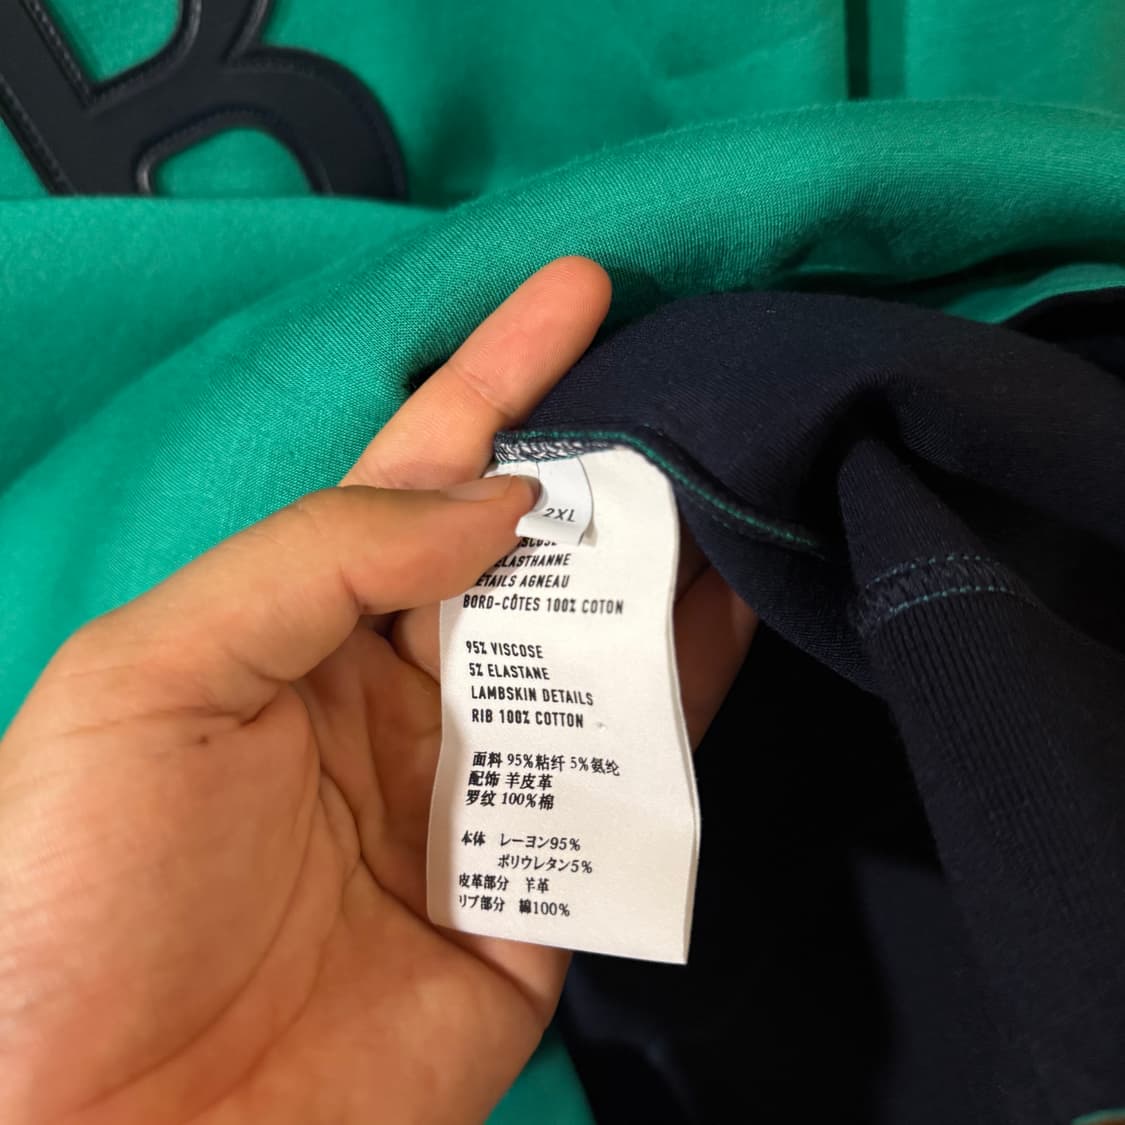 2XL
ELASTHANNE
DÉTAILS AGNEAU
BORD-CÔTES 100% COTON
95% VISCOSE
5% ELASTANE
LAMBSKIN DETAILS
RIB 100% COTTON
面料 95%粘纤 5%氨纶
配饰 羊皮革
罗纹 100%棉
本体 レーヨン95%
ポリウレタン5%
皮革部分 羊革
リブ部分 綿100%